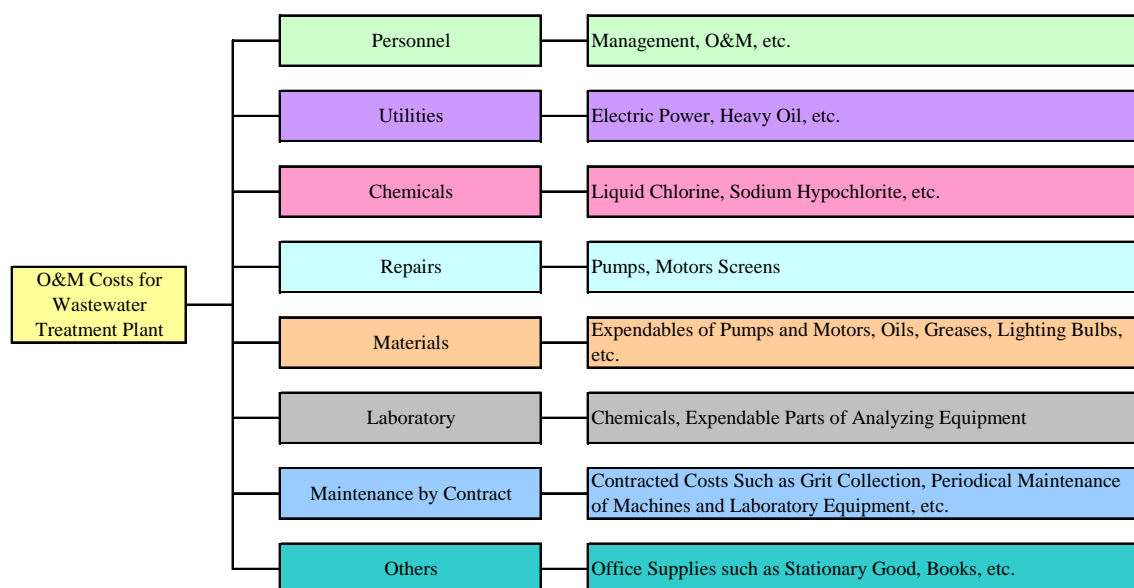 Personnel
Management, O&M, etc.
Utilities
Electric Power, Heavy Oil, etc.
Chemicals
Liquid Chlorine, Sodium Hypochlorite, etc.
O&M Costs for
Wastewater
Treatment Plant
Repairs
Pumps, Motors Screens
Materials
Expendables of Pumps and Motors, Oils, Greases, Lighting Bulbs,
etc.
Laboratory
Chemicals, Expendable Parts of Analyzing Equipment
Maintenance by Contract
Contracted Costs Such as Grit Collection, Periodical Maintenance
of Machines and Laboratory Equipment, etc.
Others
Office Supplies such as Stationary Good, Books, etc.